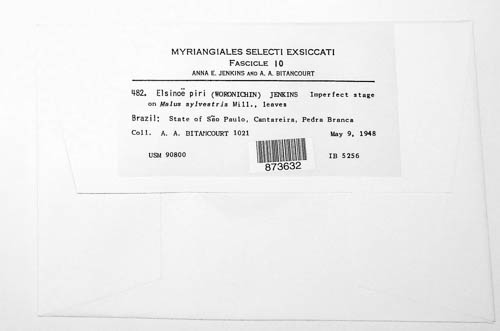 MYRIANGIALES SELECTI EXSICCATI
FASCICLE 10
ANNA E. JENKINS AND A. A. BITANCOURT
482. Elsinoë piri (WORONICHIN) JENKINS Imperfect stage
on Malus sylvestris Mill., leaves
Brazil: State of São Paulo, Cantareira, Pedra Branca
Coll. A. A. BITANCOURT 1021 May 9, 1948
USM 90800 IB 5256
873632